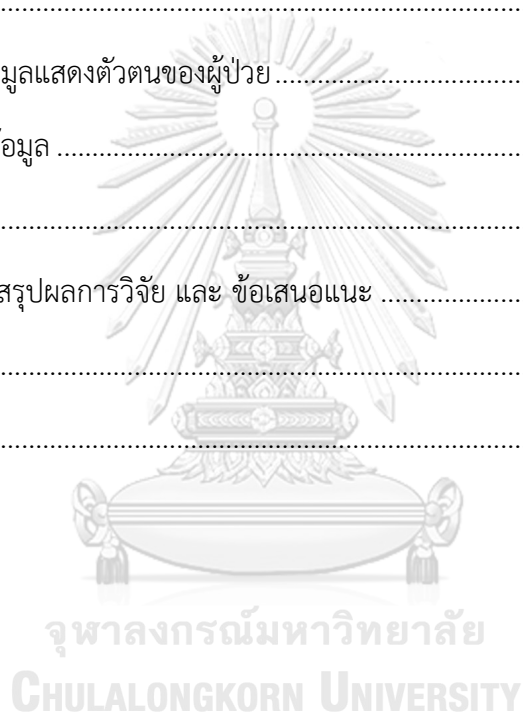 ................................................................
มูลแสดงตัวตนของผู้ป่วย..................................
้อมูล ................................................................
................................................................
สรุปผลการวิจัย และ ข้อเสนอแนะ ....................
................................................................
................................................................
จุฬาลงกรณ์มหาวิทยาลัย
CHULALONGKORN UNIVERSITY